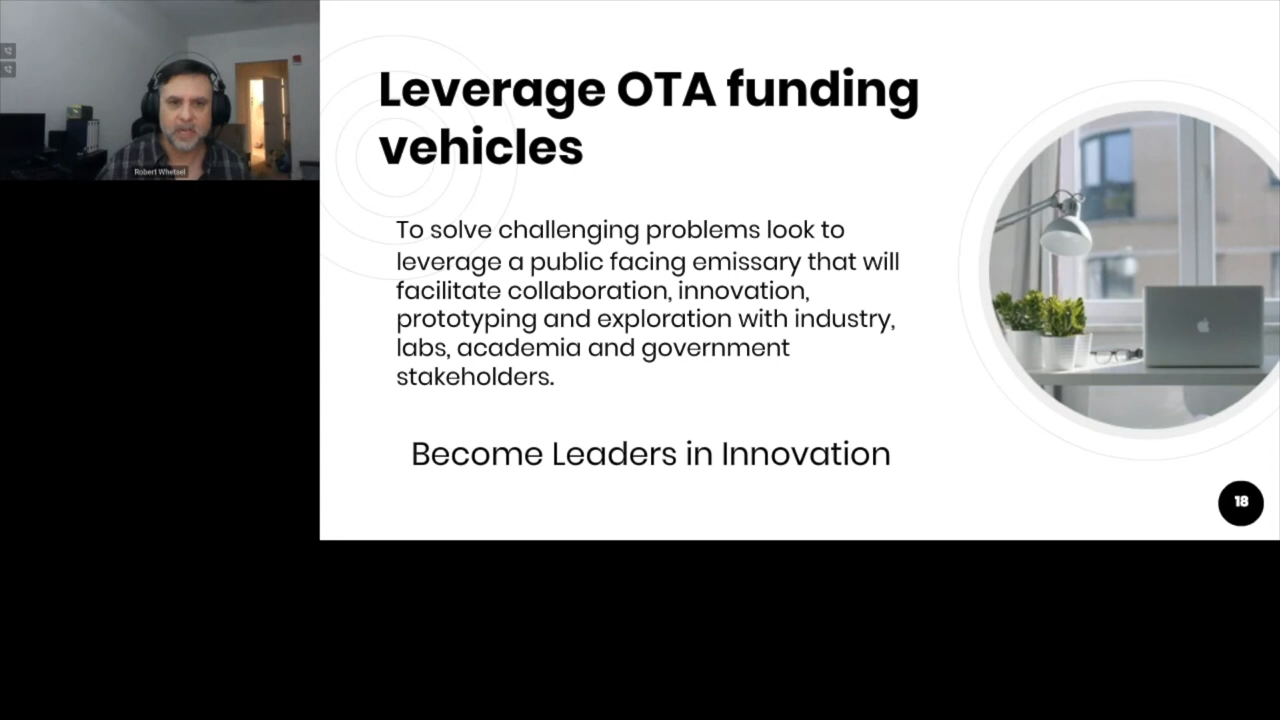 Robert Whetsel
Leverage OTA funding
vehicles
To solve challenging problems look to
leverage a public facing emissary that will
facilitate collaboration, innovation,
prototyping and exploration with industry,
labs, academia and government
stakeholders.
Become Leaders in Innovation
18